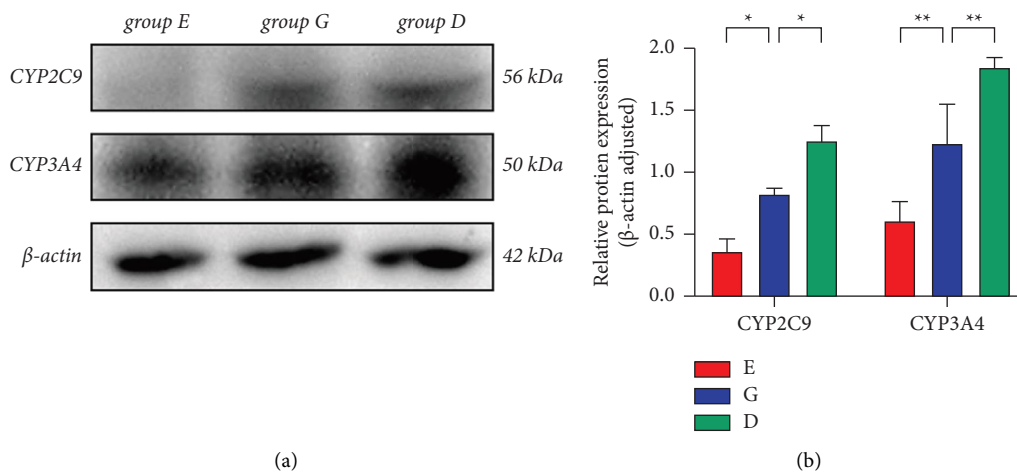 group E group G group D
CYP2C9 56 kDa
CYP3A4 50 kDa
β-actin 42 kDa
(a)
* * ** **
Relative protien expression
((β-actin adjusted)
2.0
1.5
1.0
0.5
0.0
CYP2C9 CYP3A4
E
G
D
(b)